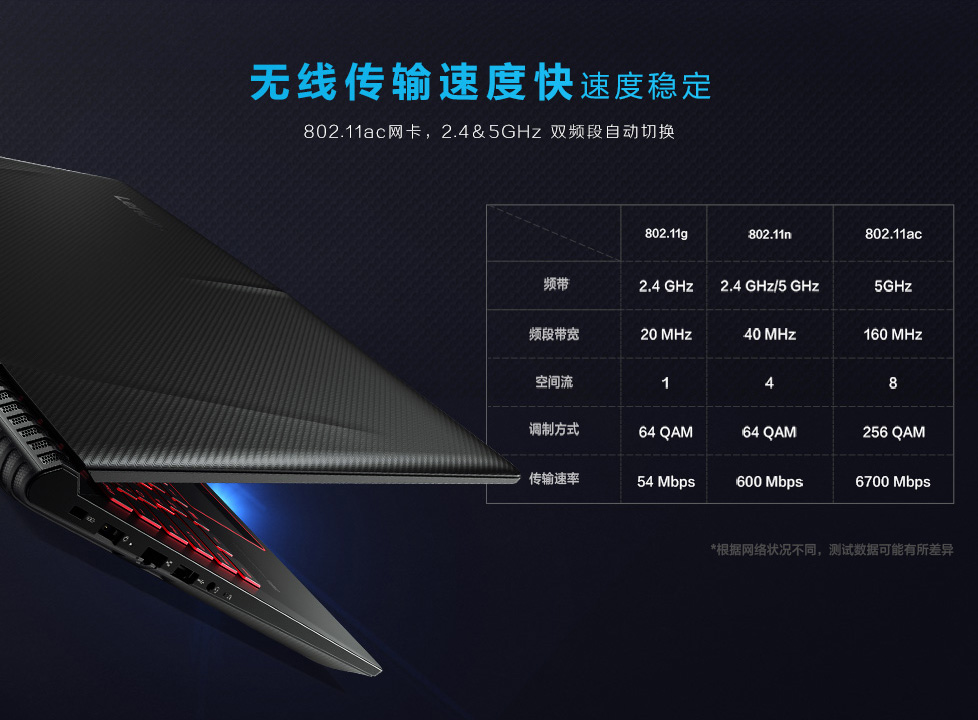 无线传输速度快 速度稳定
802.11ac网卡，2.4&5GHz 双频段自动切换
802.11g 802.11n 802.11ac
频带 2.4 GHz 2.4 GHz/5 GHz 5GHz
频段带宽 20 MHz 40 MHz 160 MHz
空间流 1 4 8
调制方式 64 QAM 64 QAM 256 QAM
传输速率 54 Mbps 600 Mbps 6700 Mbps
*根据网络状况不同，测试数据可能有所差异